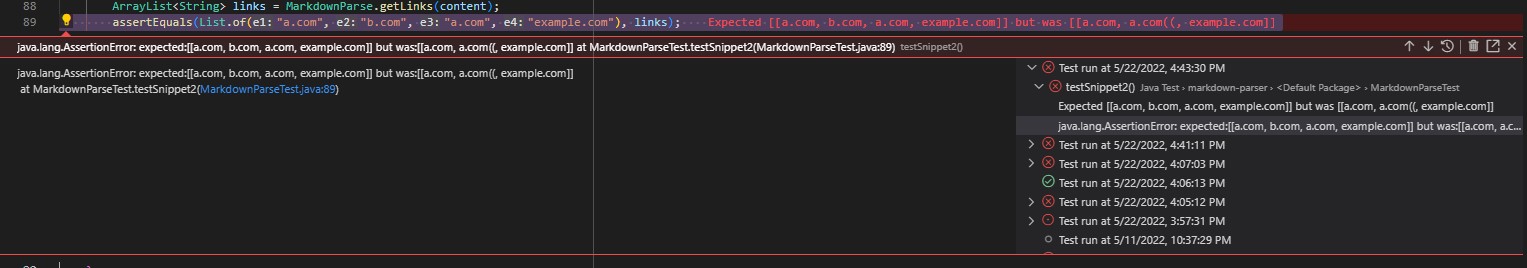 88 ArrayList<String> links = MarkdownParse.getLinks(content);
89 assertEquals(List.of(e1: "a.com", e2: "b.com", e3: "a.com", e4: "example.com"), links); Expected [[a.com, b.com, a.com, example.com]] but was [[a.com, a.com((, example.com]]
java.lang.AssertionError: expected:[[a.com, b.com, a.com, example.com]] but was:[[a.com, a.com((, example.com]] at MarkdownParseTest.testSnippet2(MarkdownParseTest.java:89) testSnippet2()
java.lang.AssertionError: expected:[[a.com, b.com, a.com, example.com]] but was:[[a.com, a.com((, example.com]]
at MarkdownParseTest.testSnippet2(MarkdownParseTest.java:89)
Test run at 5/22/2022, 4:43:30 PM
testSnippet2() Java Test › markdown-parser › <Default Package> › MarkdownParseTest
Expected [[a.com, b.com, a.com, example.com]] but was [[a.com, a.com((, example.com]]
java.lang.AssertionError: expected:[[a.com, b.com, a.com, example.com]] but was:[[a.com, a.c...
Test run at 5/22/2022, 4:41:11 PM
Test run at 5/22/2022, 4:07:03 PM
Test run at 5/22/2022, 4:06:13 PM
Test run at 5/22/2022, 4:05:12 PM
Test run at 5/22/2022, 3:57:31 PM
Test run at 5/11/2022, 10:37:29 PM